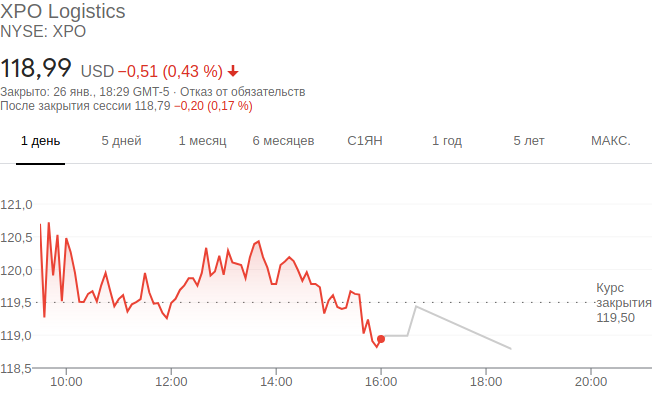 XPO Logistics
NYSE: XPO
118,99 USD −0,51 (0,43 %)
Закрыто: 26 янв., 18:29 GMT-5 · Отказ от обязательств
После закрытия сессии 118,79 −0,20 (0,17 %)
1 день 5 дней 1 месяц 6 месяцев С1ЯН 1 год 5 лет МАКС.
121,0
120,5
120,0
119,5
119,0
118,5
Курс
закрытия
119,50
10:00 12:00 14:00 16:00 18:00 20:00